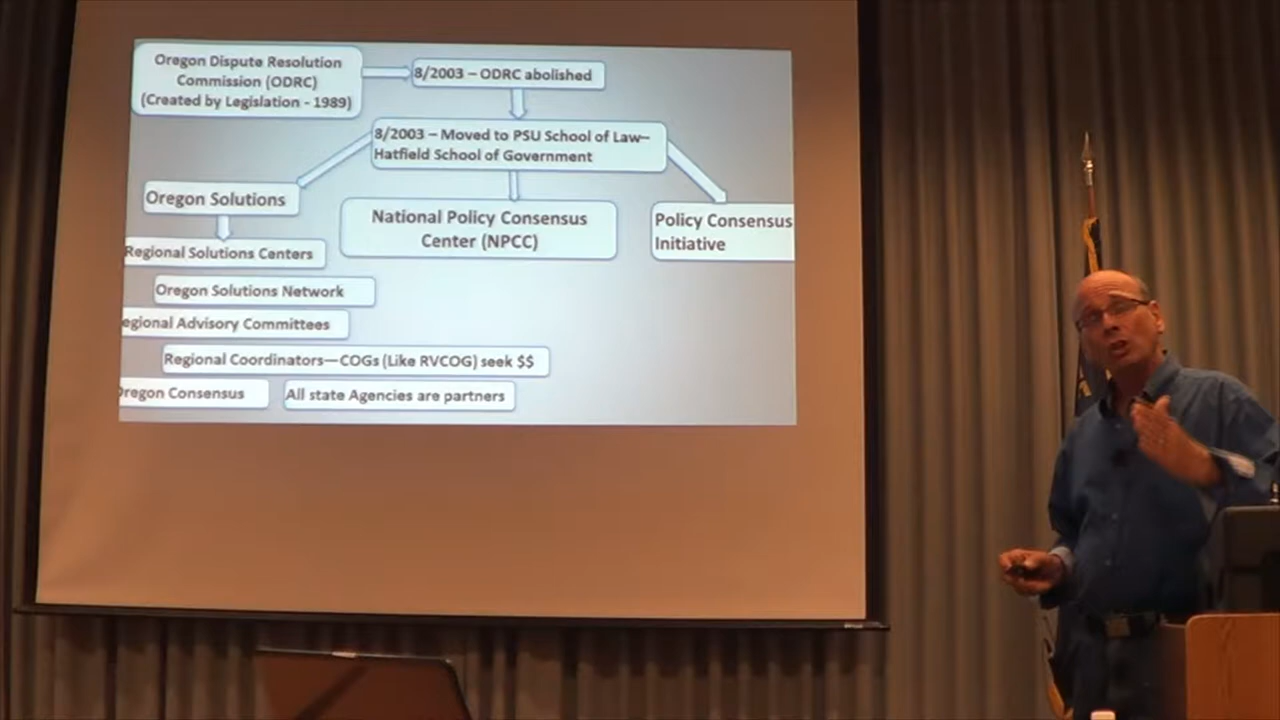 Oregon Dispute Resolution
Commission (ODRC)
(Created by Legislation - 1989)
8/2003 – ODRC abolished
8/2003 – Moved to PSU School of Law–
Hatfield School of Government
Oregon Solutions
National Policy Consensus
Center (NPCC)
Policy Consensus
Initiative
Regional Solutions Centers
Oregon Solutions Network
egional Advisory Committees
Regional Coordinators—COGs (Like RVCOG) seek $$
Oregon Consensus
All state Agencies are partners